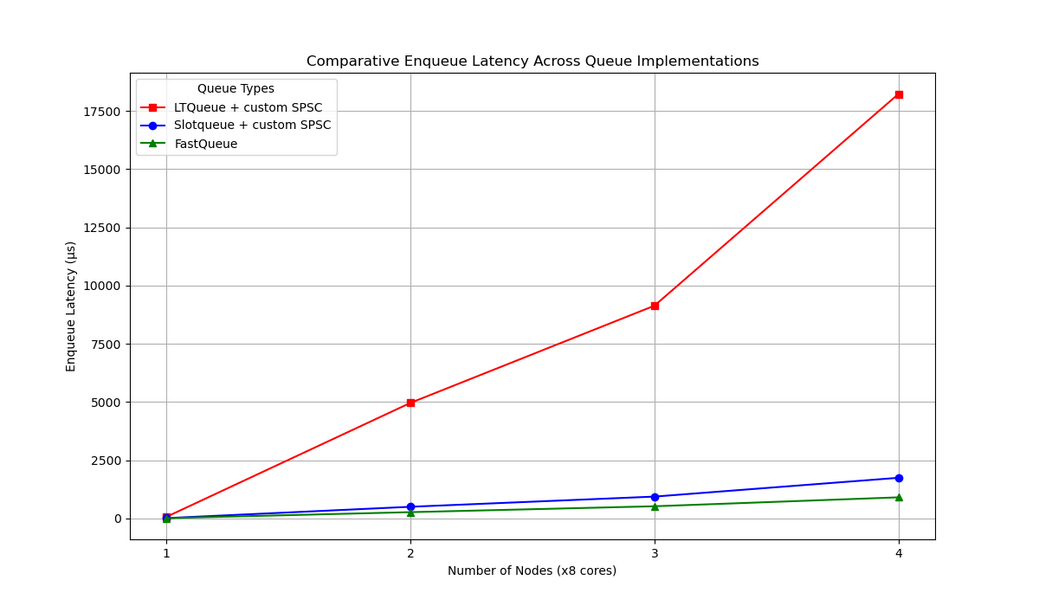 Comparative Enqueue Latency Across Queue Implementations
Queue Types
LTQueue + custom SPSC
Slotqueue + custom SPSC
FastQueue
17500
15000
12500
10000
7500
5000
2500
0
Enqueue Latency (µs)
1
2
3
4
Number of Nodes (x8 cores)